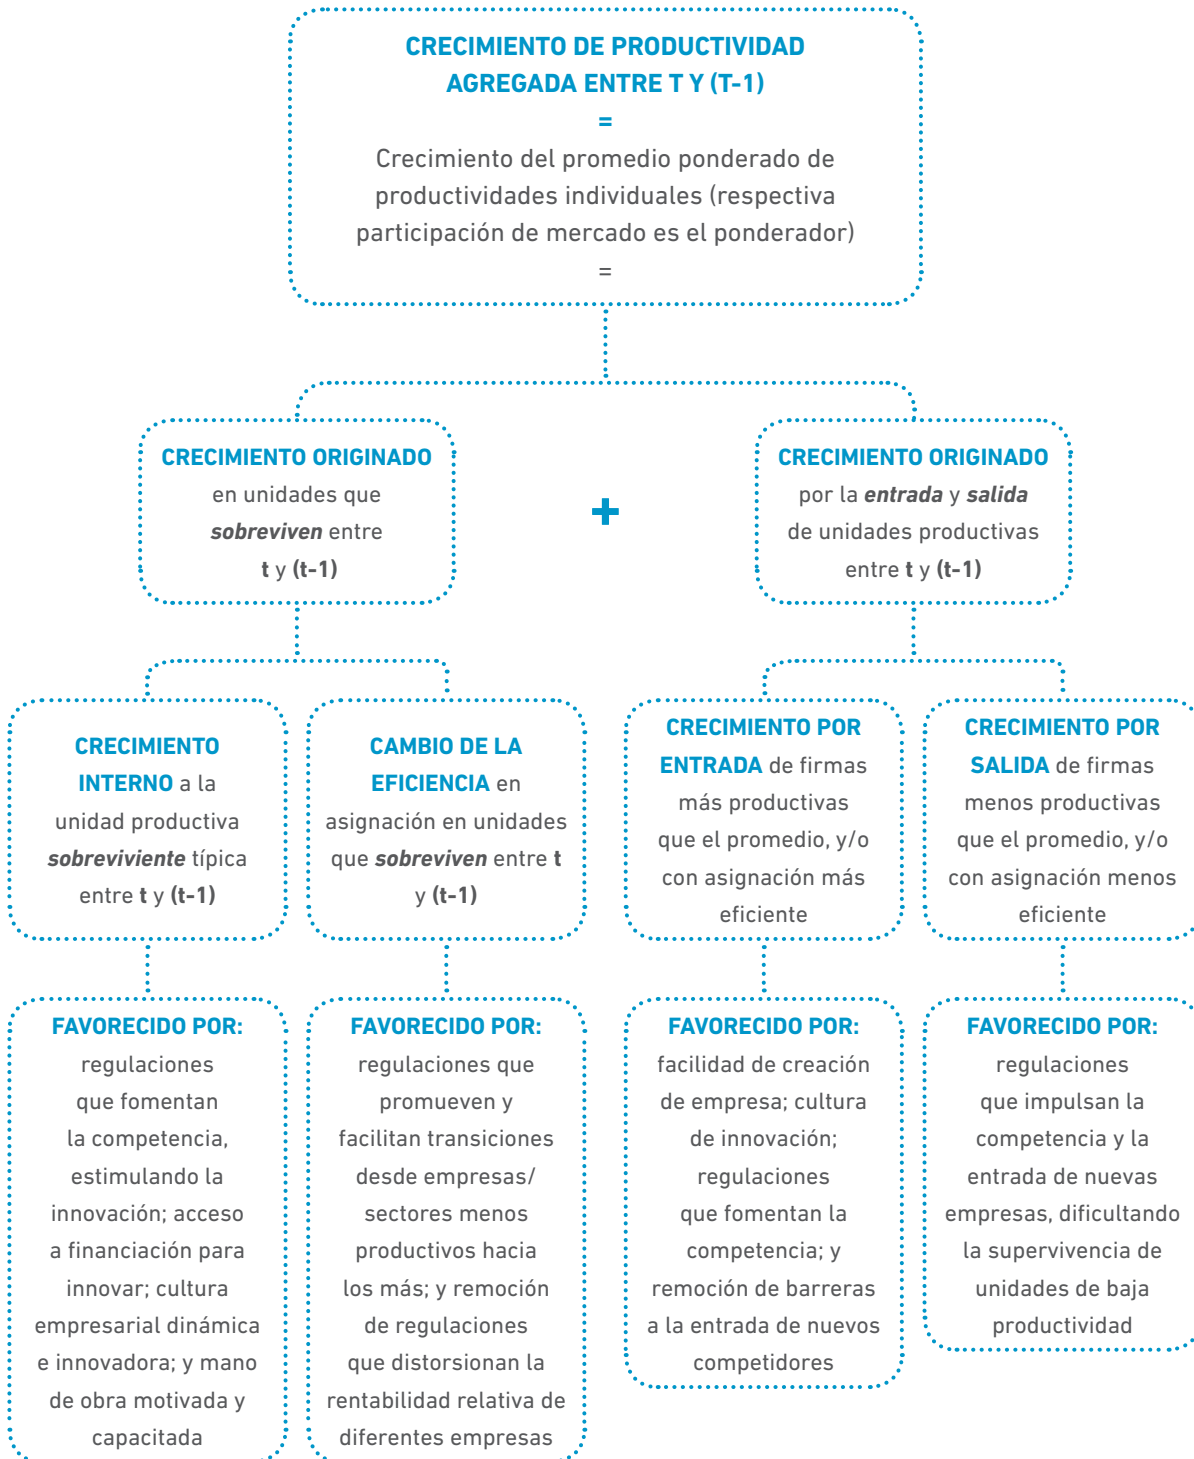 CRECIMIENTO DE PRODUCTIVIDAD
AGREGADA ENTRE T Y (T-1)
=
Crecimiento del promedio ponderado de
productividades individuales (respectiva
participación de mercado es el ponderador)
=
CRECIMIENTO ORIGINADO
en unidades que
sobreviven entre
t y (t-1)
+
CRECIMIENTO ORIGINADO
por la entrada y salida
de unidades productivas
entre t y (t-1)
CRECIMIENTO
INTERNO a la
unidad productiva
sobreviviente típica
entre t y (t-1)
CAMBIO DE LA
EFICIENCIA en
asignación en unidades
que sobreviven entre t
y (t-1)
CRECIMIENTO POR
ENTRADA de firmas
más productivas
que el promedio, y/o
con asignación más
eficiente
CRECIMIENTO POR
SALIDA de firmas
menos productivas
que el promedio, y/o
con asignación menos
eficiente
FAVORECIDO POR:
regulaciones
que fomentan
la competencia,
estimulando la
innovación; acceso
a financiación para
innovar; cultura
empresarial dinámica
e innovadora; y mano
de obra motivada y
capacitada
FAVORECIDO POR:
regulaciones que
promueven y
facilitan transiciones
desde empresas/
sectores menos
productivos hacia
los más; y remoción
de regulaciones
que distorsionan la
rentabilidad relativa de
diferentes empresas
FAVORECIDO POR:
facilidad de creación
de empresa; cultura
de innovación;
regulaciones
que fomentan la
competencia; y
remoción de barreras
a la entrada de nuevos
competidores
FAVORECIDO POR:
regulaciones
que impulsan la
competencia y la
entrada de nuevas
empresas, dificultando
la supervivencia de
unidades de baja
productividad